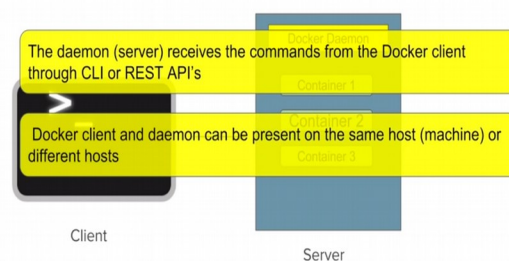 Docker Daemon
The daemon (server) receives the commands from the Docker client
through CLI or REST API's
Container 1
Container 2
Docker client and daemon can be present on the same host (machine) or
different hosts
Container 3
Client
Server